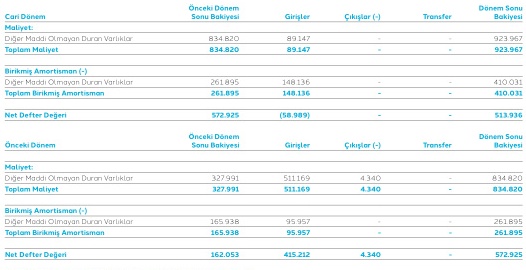 Cari Dönem Önceki Dönem Sonu Bakiyesi Girişler Çıkışlar (-) Transfer Dönem Sonu Bakiyesi
Maliyet:
Diğer Maddi Olmayan Duran Varlıklar 834.820 89.147 - - 923.967
Toplam Maliyet 834.820 89.147 - - 923.967
Birikmiş Amortisman (-)
Diğer Maddi Olmayan Duran Varlıklar 261.895 148.136 - - 410.031
Toplam Birikmiş Amortisman 261.895 148.136 - - 410.031
Net Defter Değeri 572.925 (58.989) - - 513.936
Önceki Dönem Önceki Dönem Sonu Bakiyesi Girişler Çıkışlar (-) Transfer Dönem Sonu Bakiyesi
Maliyet:
Diğer Maddi Olmayan Duran Varlıklar 327.991 511.169 4.340 - 834.820
Toplam Maliyet 327.991 511.169 4.340 - 834.820
Birikmiş Amortisman (-)
Diğer Maddi Olmayan Duran Varlıklar 165.938 95.957 - - 261.895
Toplam Birikmiş Amortisman 165.938 95.957 - - 261.895
Net Defter Değeri 162.053 415.212 4.340 - 572.925